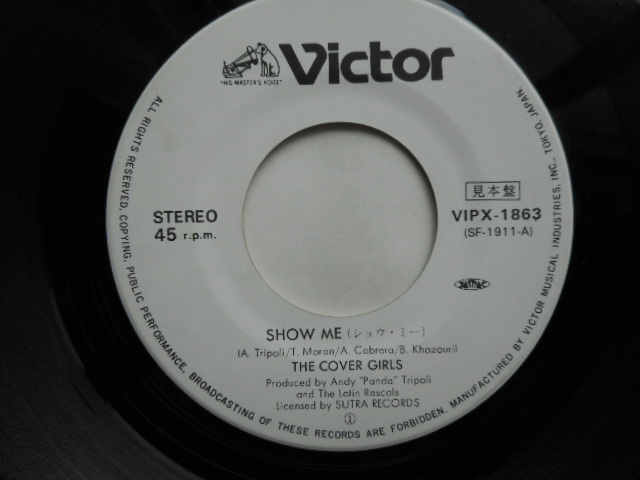 Victor
"HIS MASTER'S VOICE"
見本盤
STEREO
45 r.p.m.
VIPX-1863
(SF-1911-A)
JASRAC
SHOW ME (ショウ・ミー)
(A. Tripoli/T. Moran/A. Cabrera/B. Khozouri)
THE COVER GIRLS
Produced by Andy "Panda" Tripoli
and The Latin Rascals
Licensed by SUTRA RECORDS
①
ALL RIGHTS RESERVED, COPYING, PUBLIC PERFORMANCE, BROADCASTING OF THESE RECORDS ARE FORBIDDEN. MANUFACTURED BY VICTOR MUSICAL INDUSTRIES, INC., TOKYO, JAPAN.